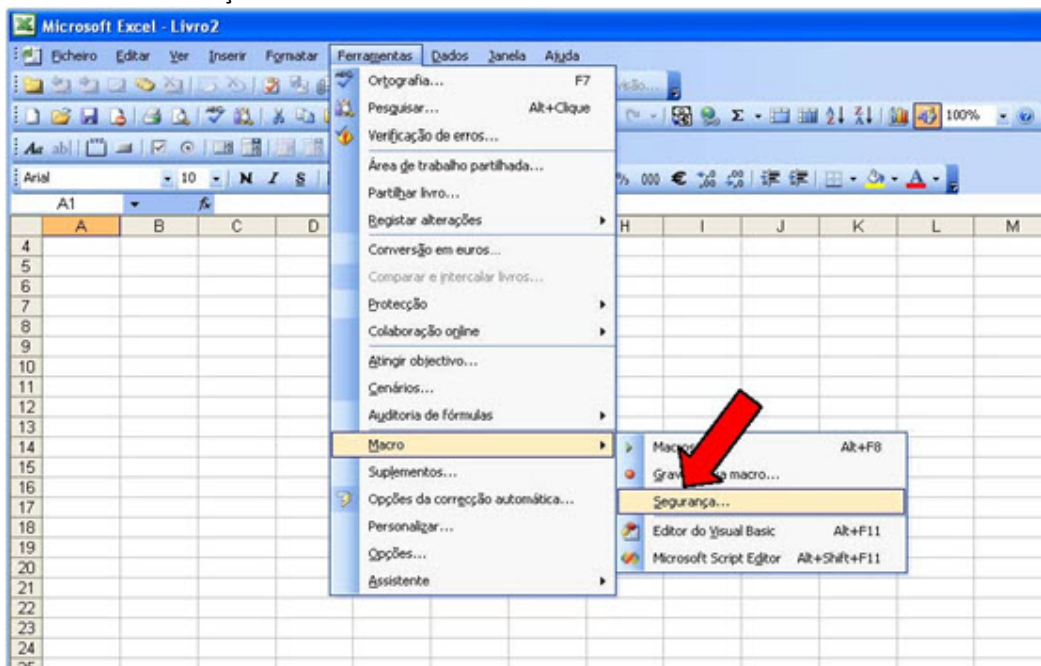 Microsoft Excel - Livro2
Ficheiro Editar Ver Inserir Formatar Ferramentas Dados Janela Ajuda
Ortografia... F7
Pesquisar... Alt+Clique
100%
Verificação de erros...
Área de trabalho partilhada...
Arial 10 N I S % 000 €
Partilhar livro...
A1 fx
Registar alterações
A B C D H I J K L M
Conversão em euros...
Comparar e intercalar livros...
Protecção
Colaboração online
Atingir objectivo...
Cenários...
Auditoria de fórmulas
Macro
Macros Alt+F8
Suplementos...
macro...
Opções da correcção automática...
Segurança...
Personalizar...
Editor do Visual Basic Alt+F11
Opções...
Microsoft Script Editor Alt+Shift+F11
Assistente
4
5
6
7
8
9
10
11
12
13
14
15
16
17
18
19
20
21
22
23
24